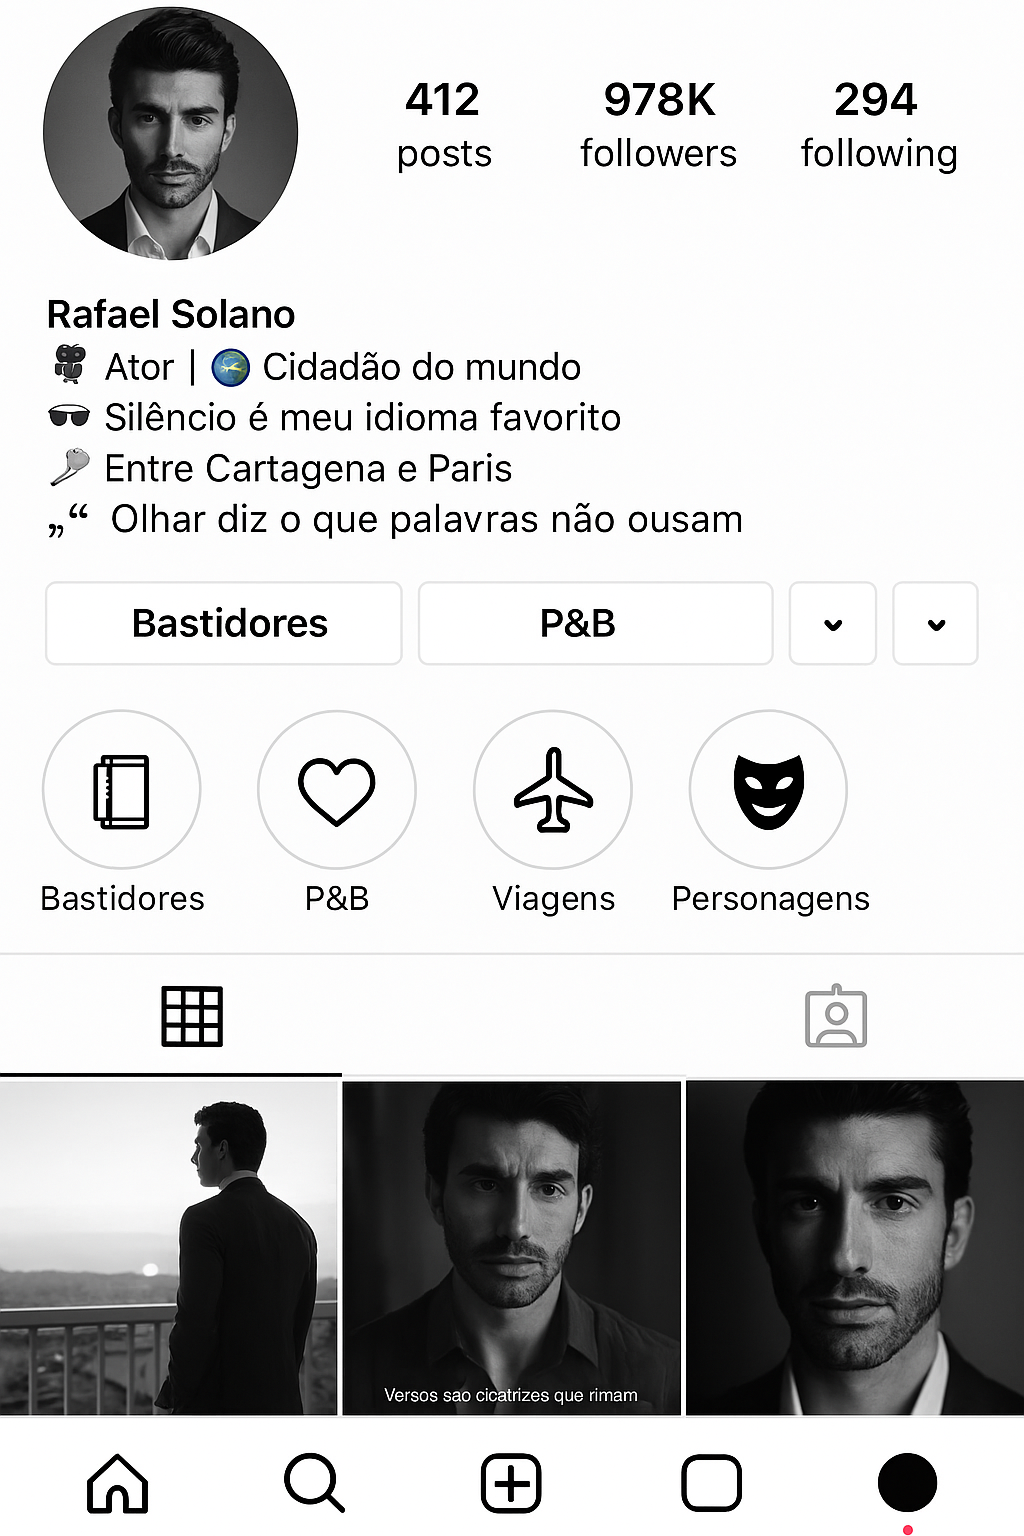 412 978K 294
posts followers following
Rafael Solano
Ator | Cidadão do mundo
Silêncio é meu idioma favorito
Entre Cartagena e Paris
„“ Olhar diz o que palavras não ousam
Bastidores P&B
Bastidores P&B Viagens Personagens
Versos sao cicatrizes que rimam